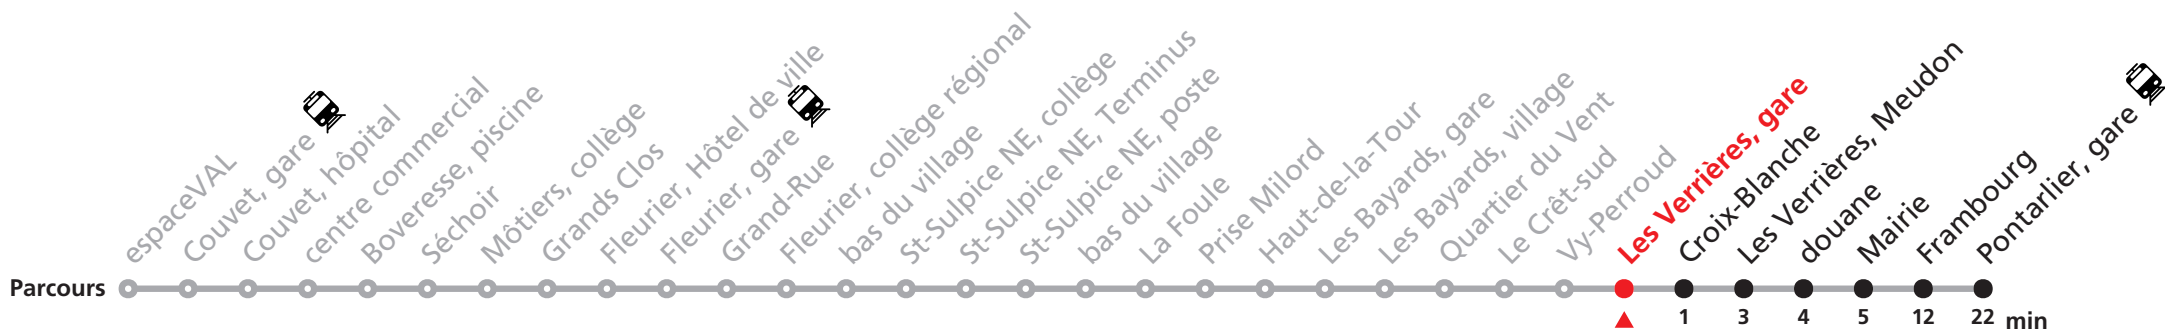 espaceVAL
Couvet, gare
Couvet, hôpital
centre commercial
Boveresse, piscine
Séchoir
Môtiers, collège
Grands Clos
Fleurier, Hôtel de ville
Fleurier, gare
Grand-Rue
Fleurier, collège régional
bas du village
St-Sulpice NE, collège
St-Sulpice NE, Terminus
St-Sulpice NE, poste
bas du village
La Foule
Prise Milord
Haut-de-la-Tour
Les Bayards, gare
Les Bayards, village
Quartier du Vent
Le Crêt-sud
Vy-Perroud
Les Verrières, gare
Croix-Blanche
Les Verrières, Meudon
douane
Mairie
Frambourg
Pontarlier, gare
Parcours
1 3 4 5 12 22 min